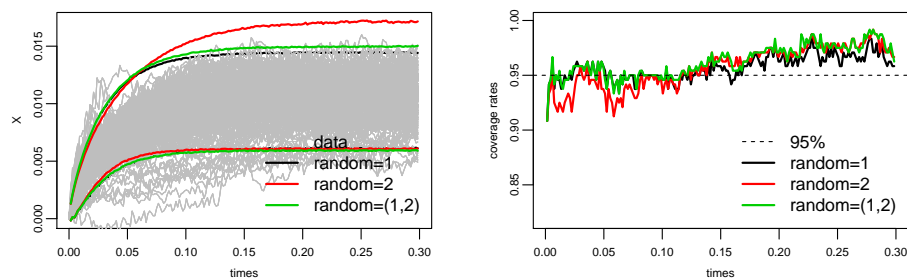 X
0.015
0.010
0.005
0.000
data
random=1
random=2
random=(1,2)
0.00 0.05 0.10 0.15 0.20 0.25 0.30
times
coverage rates
1.00
0.95
0.90
0.85
95%
random=1
random=2
random=(1,2)
0.00 0.05 0.10 0.15 0.20 0.25 0.30
times